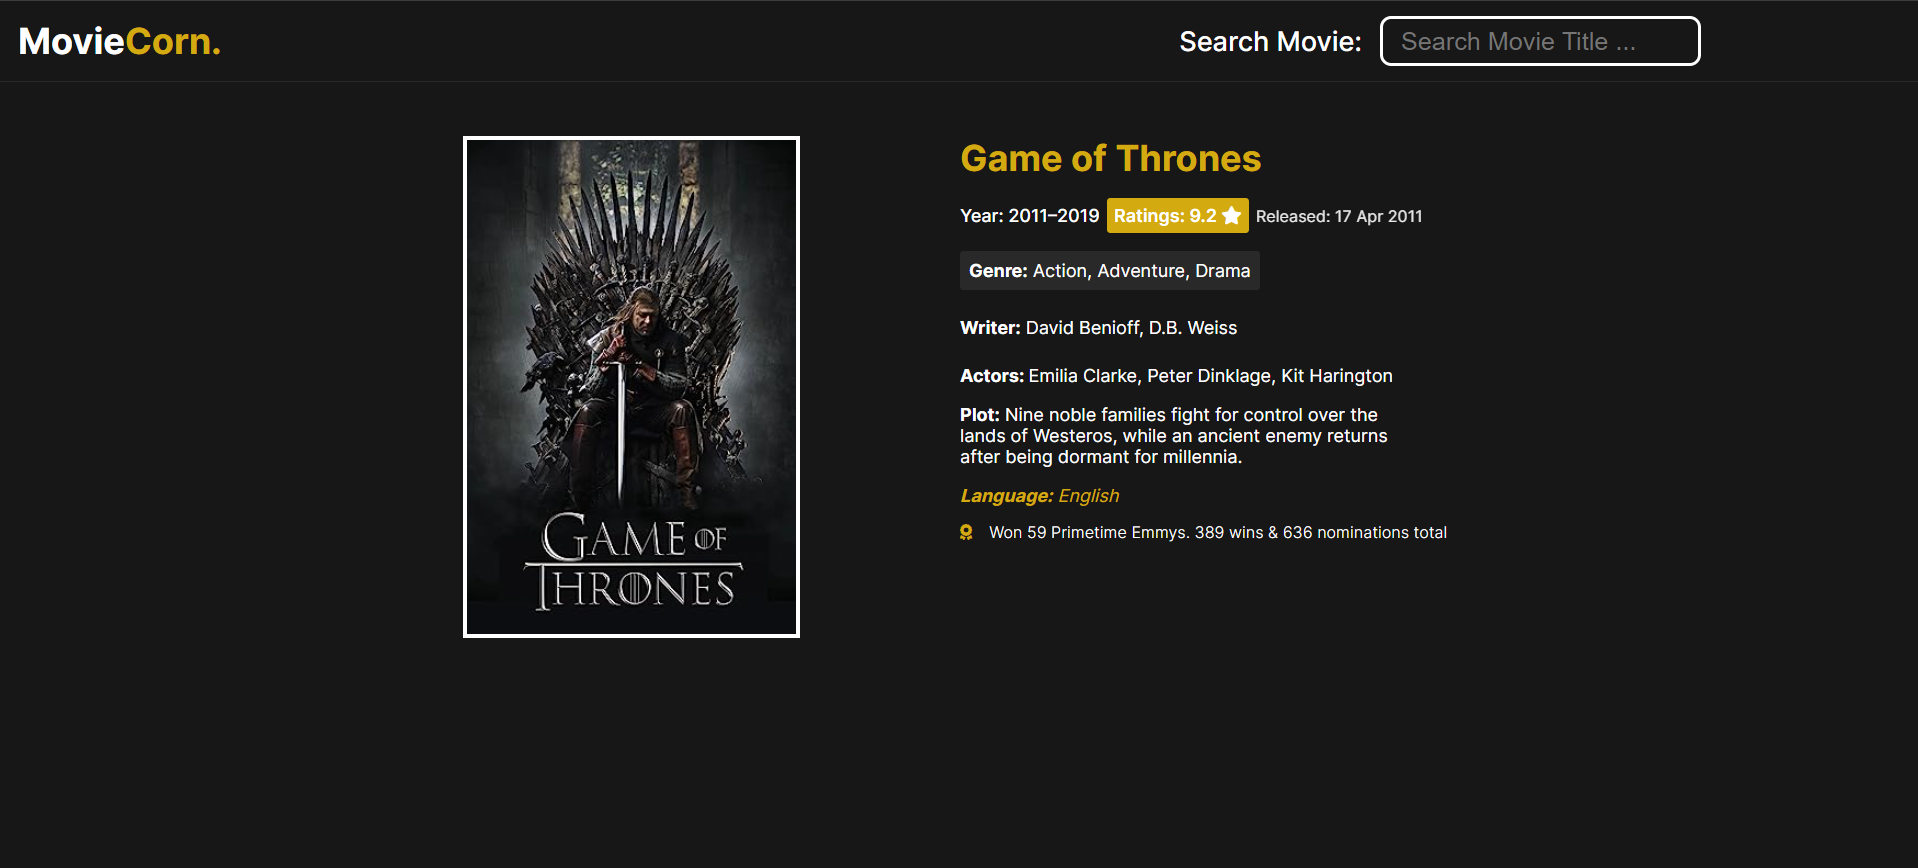 MovieCorn.
Search Movie:
Search Movie Title ...
Game of Thrones
Year: 2011–2019
Ratings: 9.2
Released: 17 Apr 2011
Genre: Action, Adventure, Drama
Writer: David Benioff, D.B. Weiss
Actors: Emilia Clarke, Peter Dinklage, Kit Harington
Plot: Nine noble families fight for control over the
lands of Westeros, while an ancient enemy returns
after being dormant for millennia.
Language: English
Won 59 Primetime Emmys. 389 wins & 636 nominations total
GAME OF
THRONES